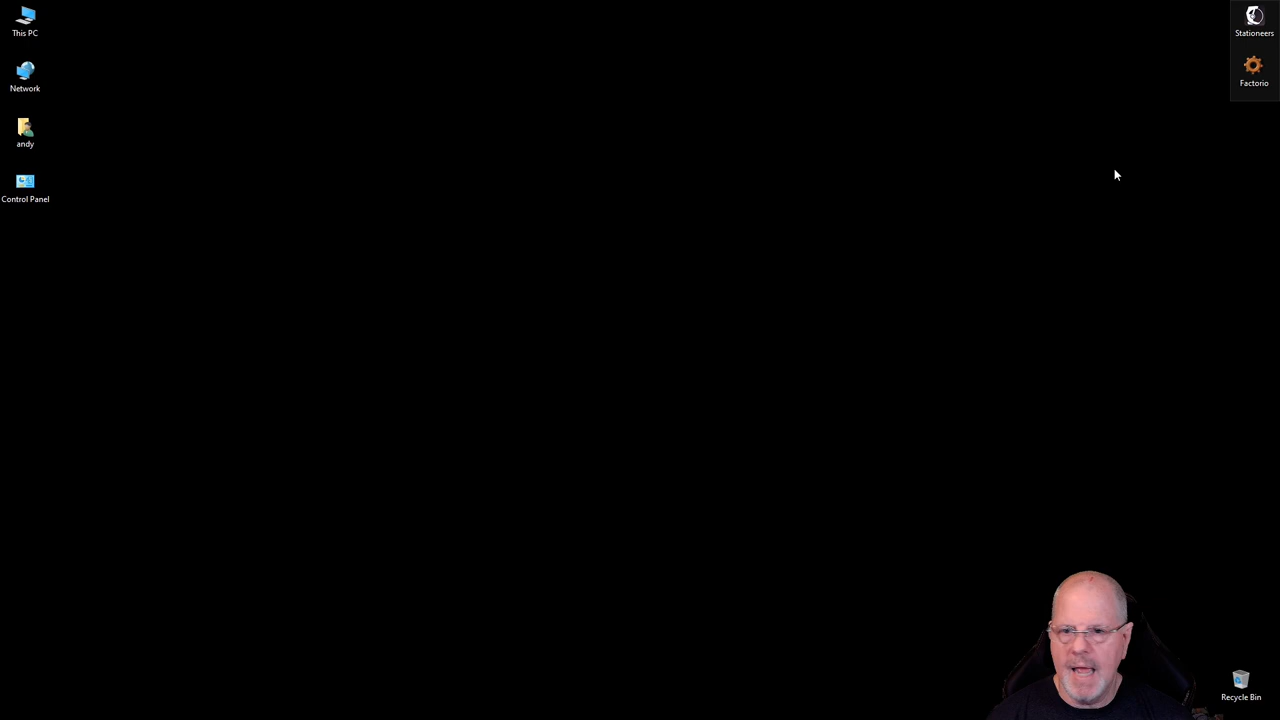 This PC
Network
andy
Control Panel
Stationeers
Factorio
Recycle Bin